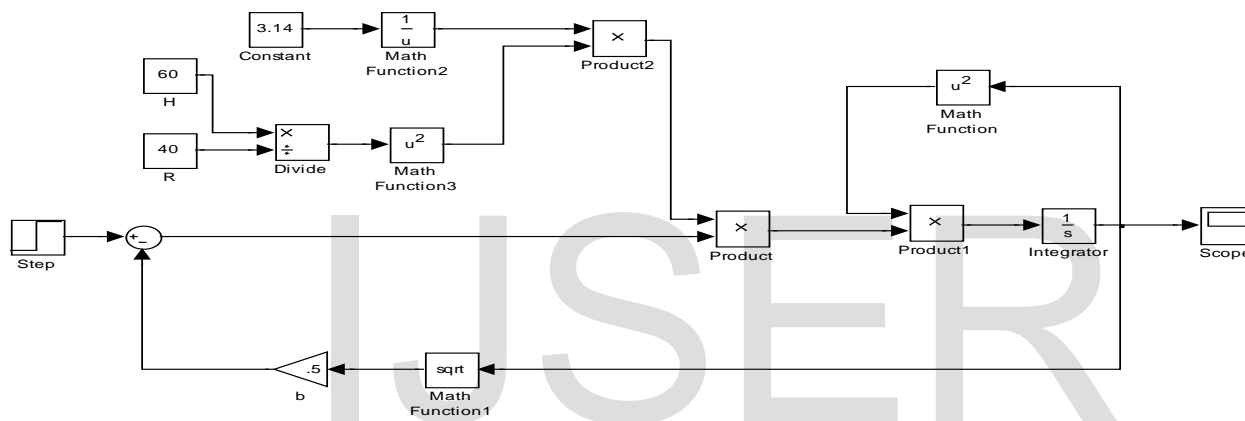 3.14
Constant
1
u
Math
Function2
×
Product2
60
H
40
R
×
÷
Divide
u²
Math
Function3
u²
Math
Function
Step
+
−
×
Product
×
Product1
1
s
Integrator
Scope
.5
b
sqrt
Math
Function1
IJSER